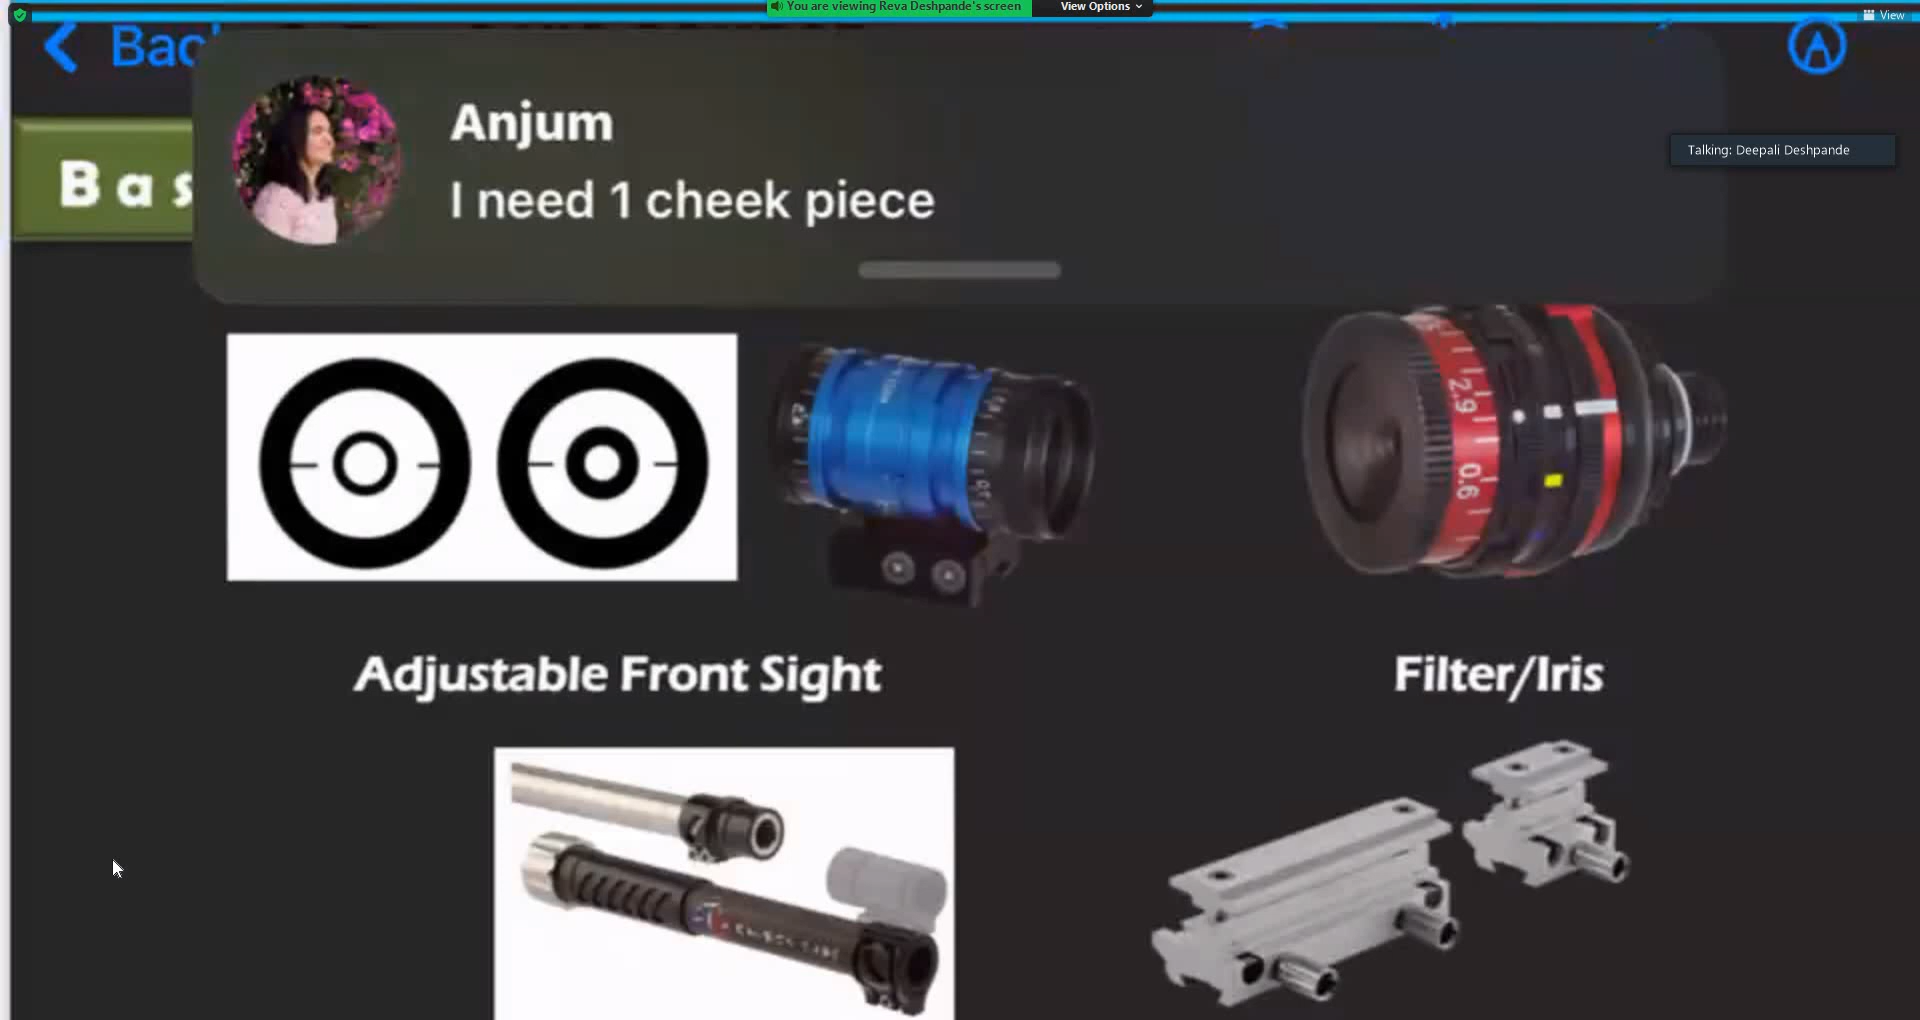 You are viewing Reva Deshpande's screen
View Options
View
Bac
Anjum
I need 1 cheek piece
Talking: Deepali Deshpande
Bas
2.9
0.6
Adjustable Front Sight
Filter/Iris